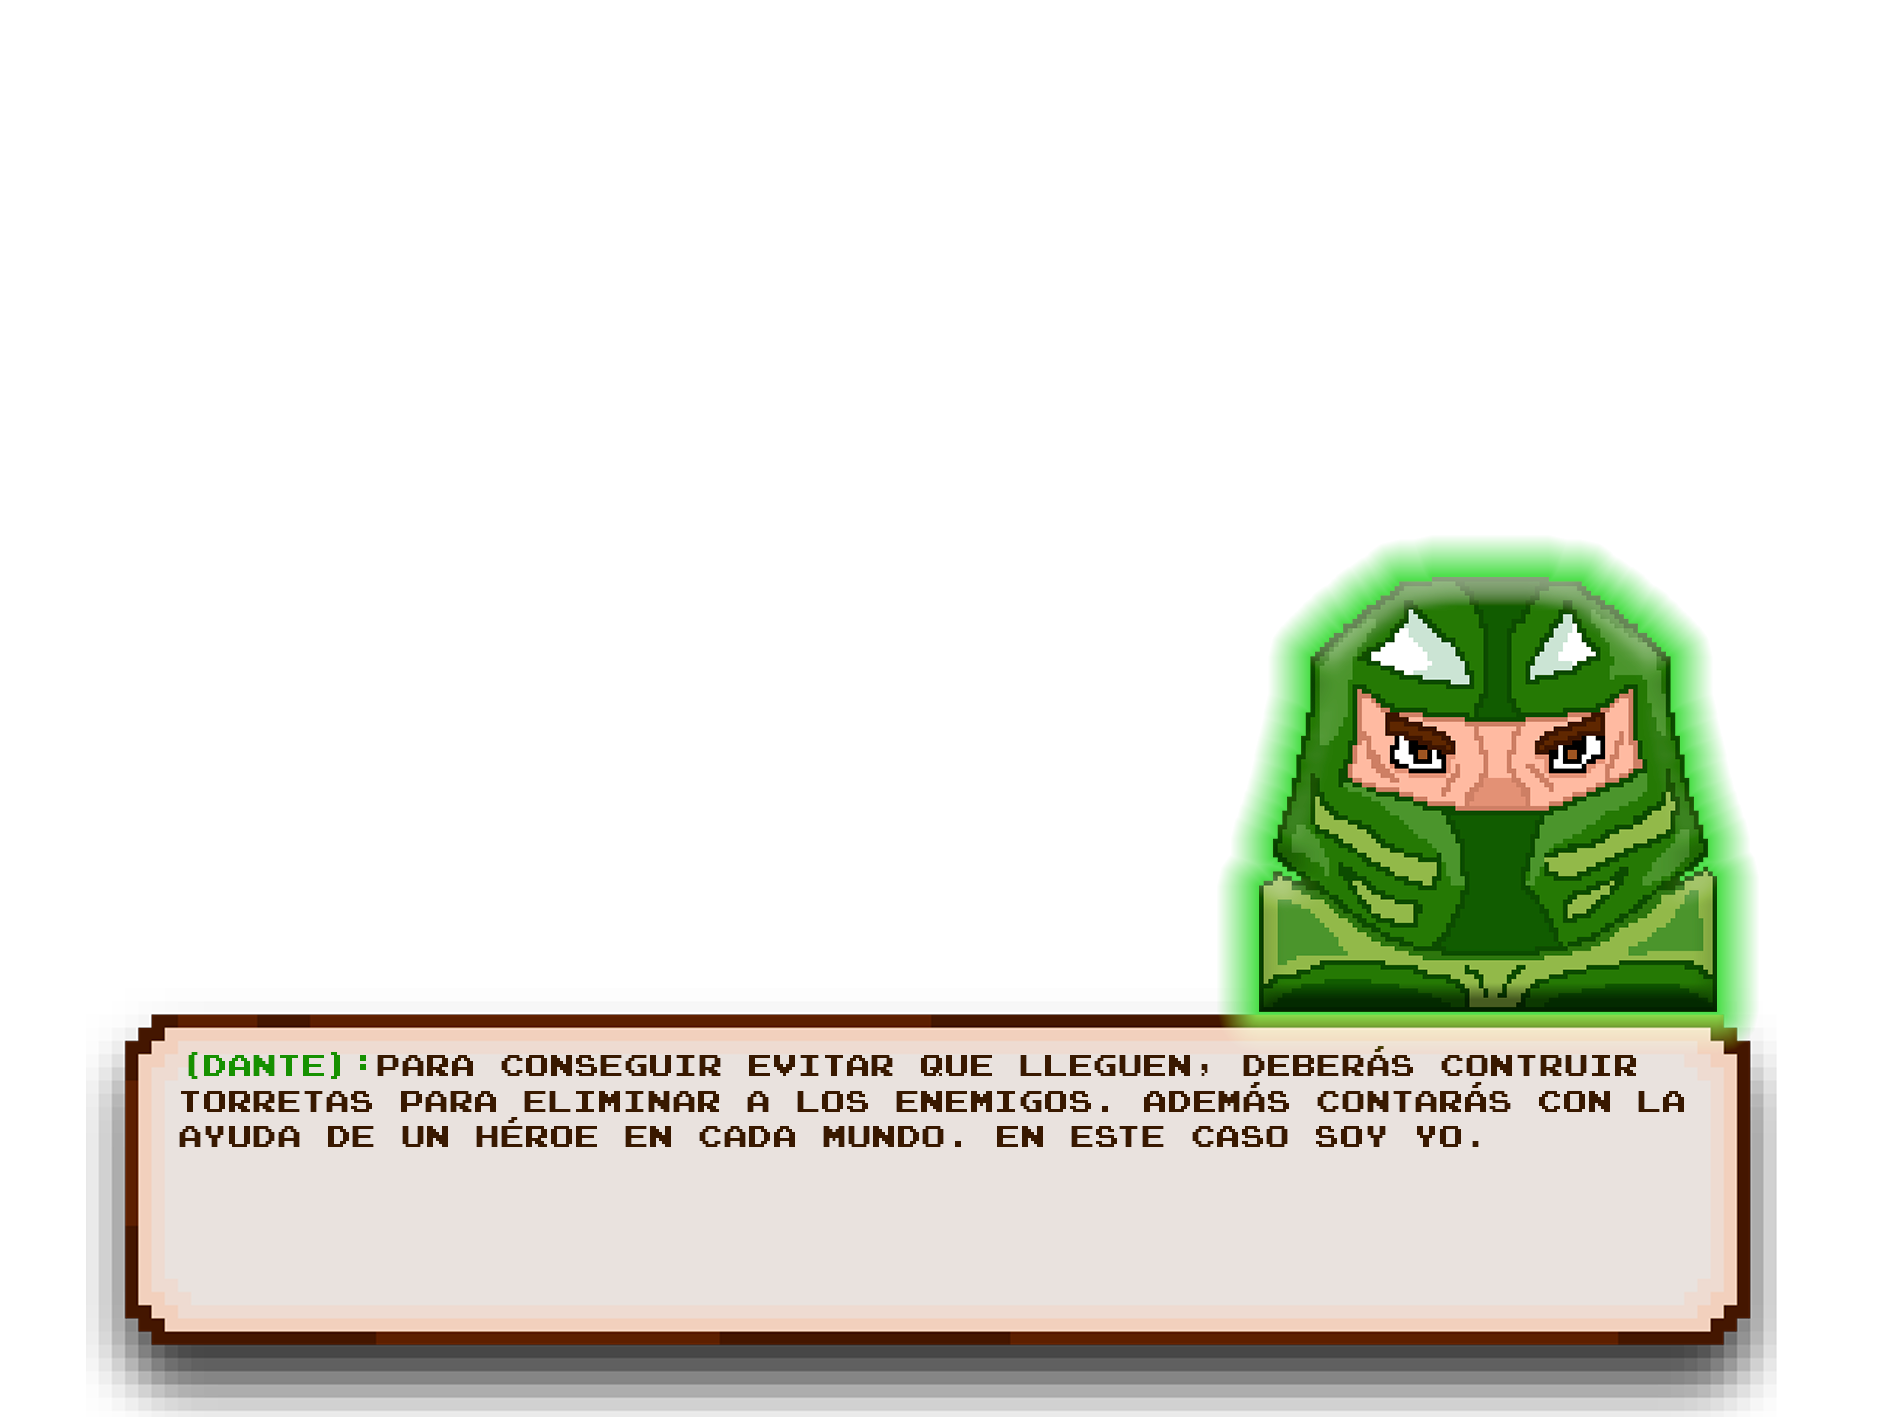 (DANTE):PARA CONSEGUIR EVITAR QUE LLEGUEN, DEBERÁS CONTRUIR
TORRETAS PARA ELIMINAR A LOS ENEMIGOS. ADEMÁS CONTARÁS CON LA
AYUDA DE UN HÉROE EN CADA MUNDO. EN ESTE CASO SOY YO.